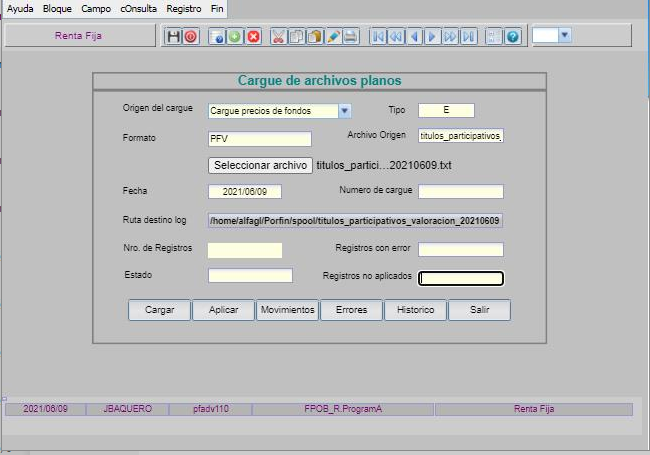 Ayuda Bloque Campo cOnsulta Registro Fin
Renta Fija
Cargue de archivos planos
Origen del cargue Cargue precios de fondos Tipo E
Formato PFV Archivo Origen titulos_participativos_
Seleccionar archivo titulos_partici...20210609.txt
Fecha 2021/06/09 Numero de cargue
Ruta destino log /home/alfagl/Porfin/spool/titulos_participativos_valoracion_20210609
Nro. de Registros Registros con error
Estado Registros no aplicados
Cargar Aplicar Movimientos Errores Historico Salir
2021/06/09 JBAQUERO pfadv110 FPOB_R.ProgramA Renta Fija